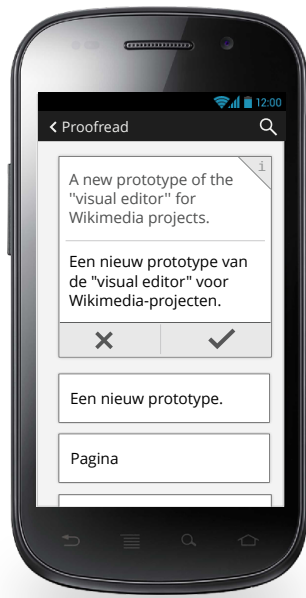 12:00
Proofread
i
A new prototype of the
"visual editor" for
Wikimedia projects.
Een nieuw prototype van
de "visual editor" voor
Wikimedia-projecten.
Een nieuw prototype.
Pagina